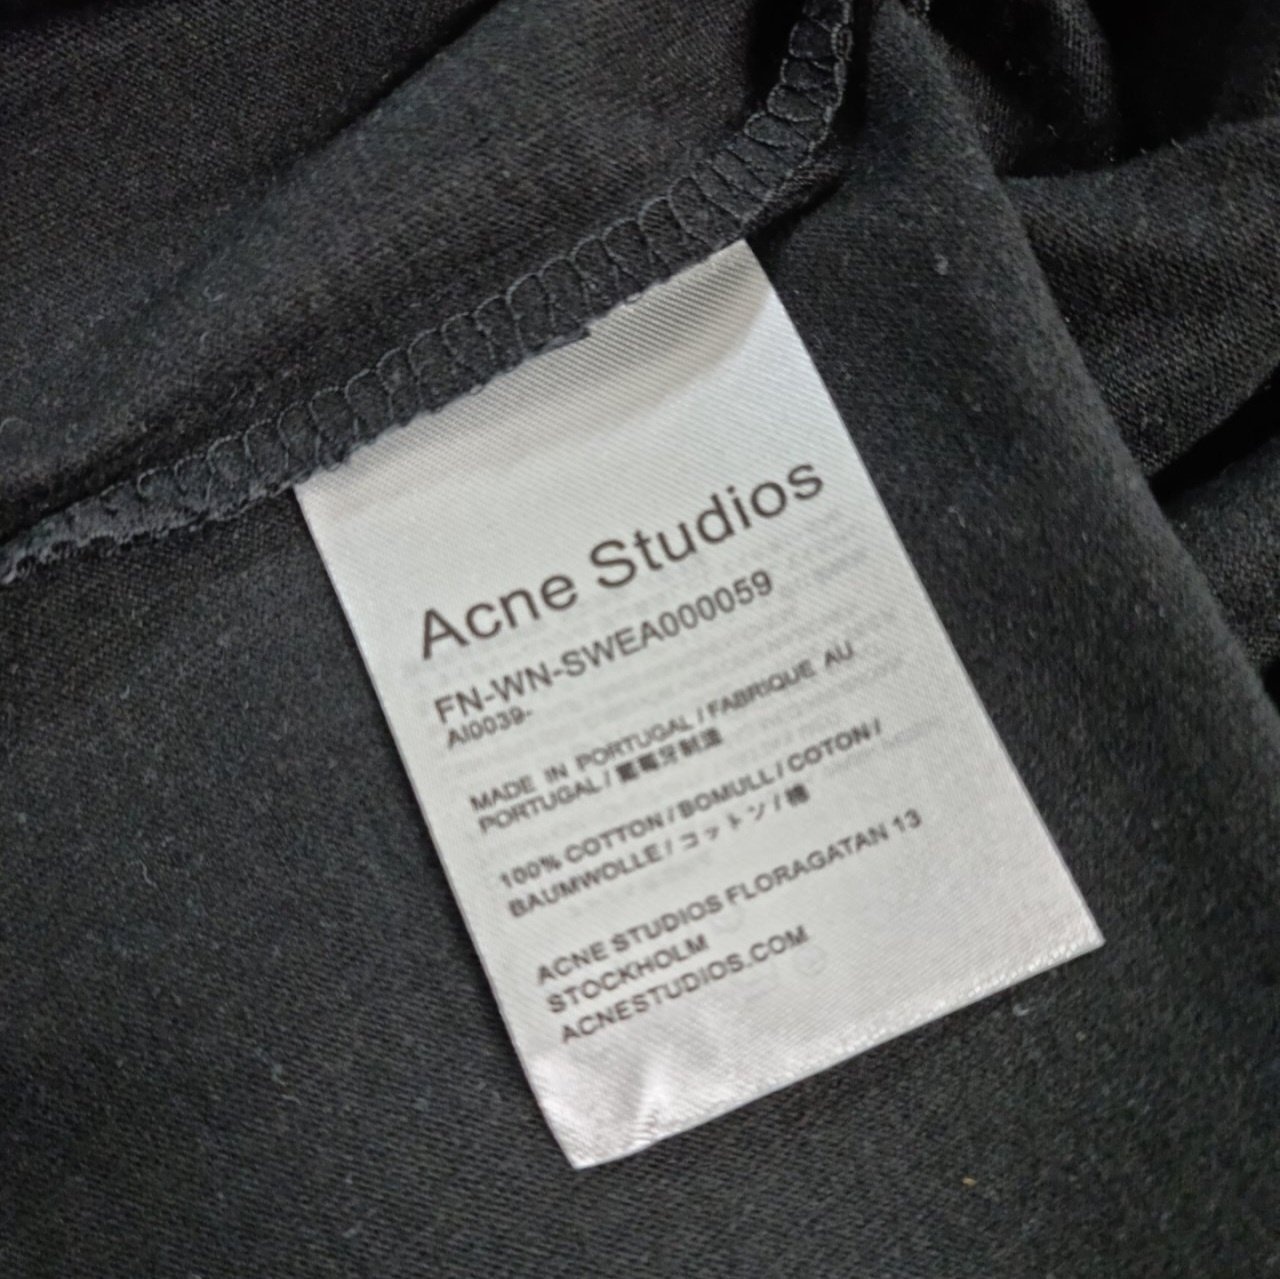 Acne Studios
FN-WN-SWEA000059
AI0039-
MADE IN PORTUGAL / FABRIQUE AU
PORTUGAL / 葡萄牙制造
100% COTTON / BOMULL / COTON /
BAUMWOLLE / コットン / 棉
ACNE STUDIOS FLORAGATAN 13
STOCKHOLM
ACNESTUDIOS.COM